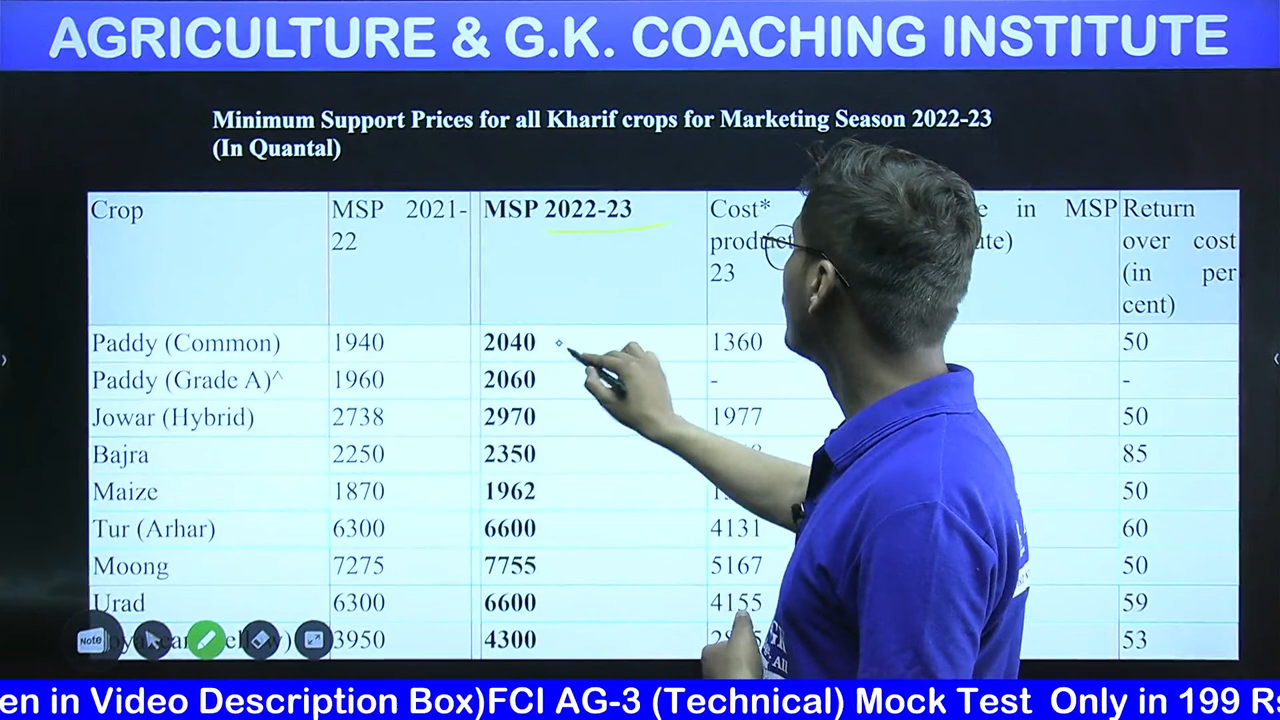 AGRICULTURE & G.K. COACHING INSTITUTE
Minimum Support Prices for all Kharif crops for Marketing Season 2022-23
(In Quantal)
Crop MSP 2021-22 MSP 2022-23 Cost* 23 in MSP Return over cost (in per cent)
Paddy (Common) 1940 2040 1360 50
Paddy (Grade A)^ 1960 2060 - -
Jowar (Hybrid) 2738 2970 1977 50
Bajra 2250 2350 85
Maize 1870 1962 50
Tur (Arhar) 6300 6600 4131 60
Moong 7275 7755 5167 50
Urad 6300 6600 4155 59
3950 4300 53
Note
en in Video Description Box)FCI AG-3 (Technical) Mock Test Only in 199 Rs